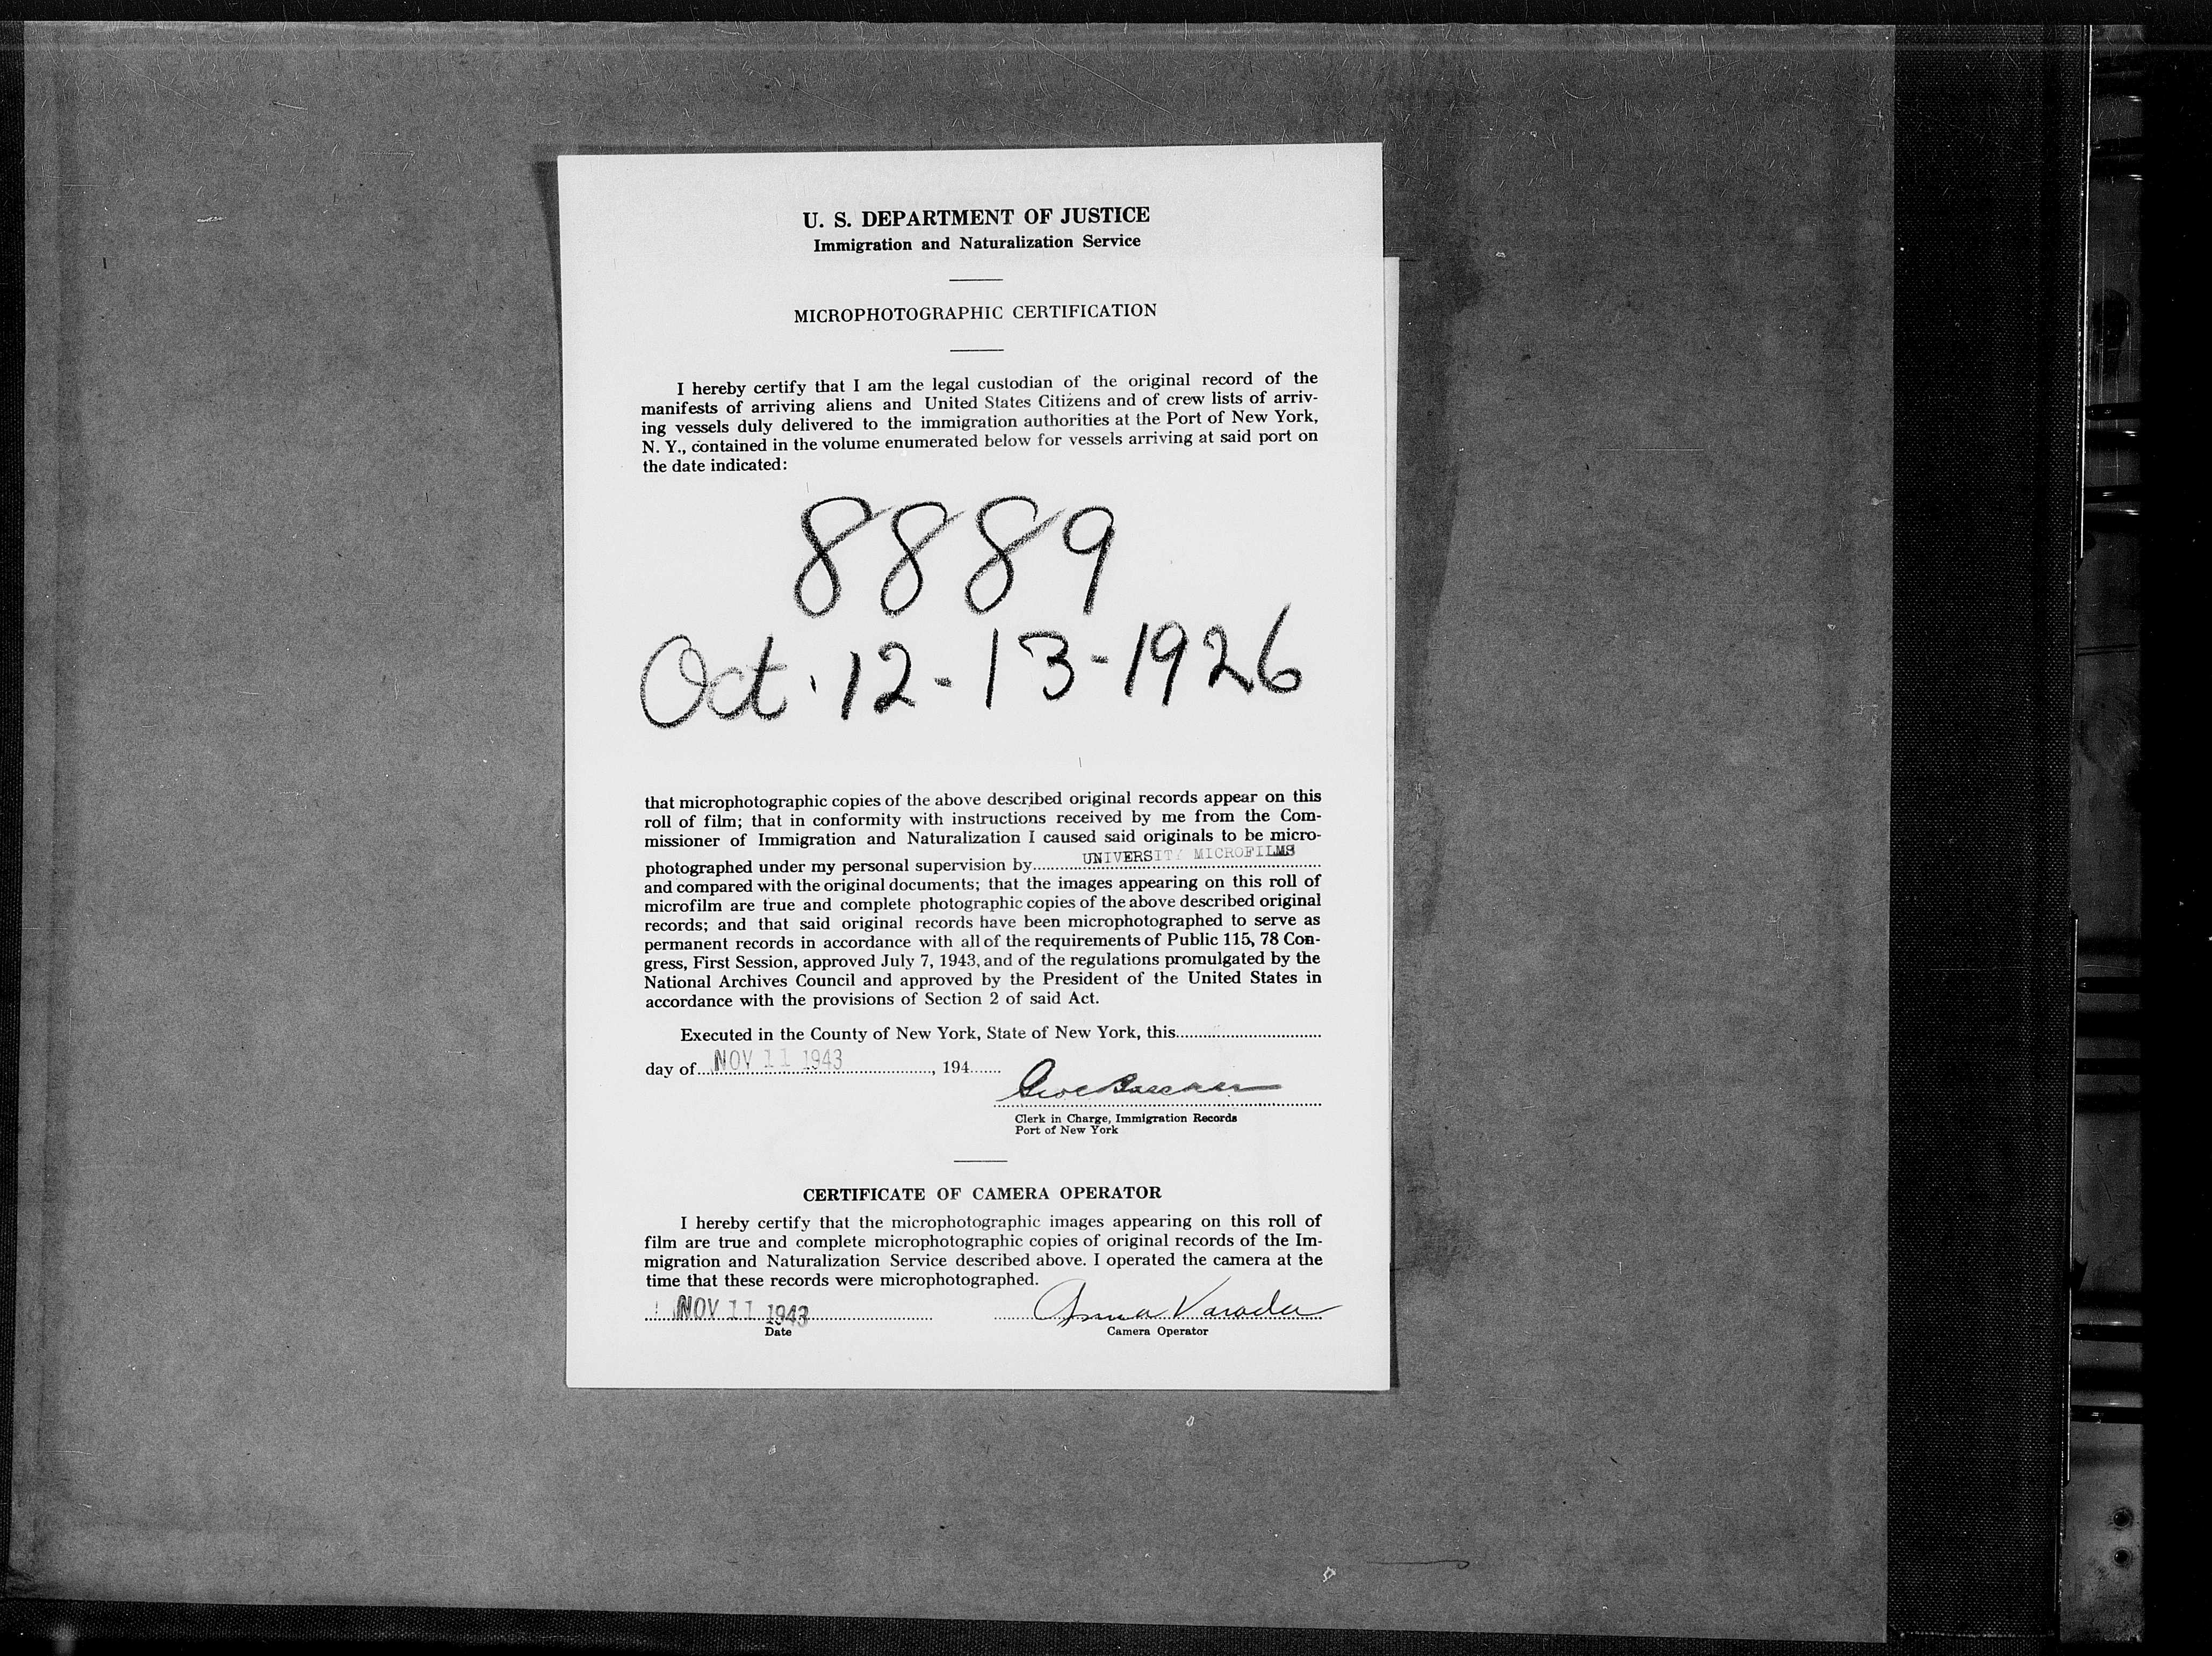 U. S. DEPARTMENT OF JUSTICE
Immigration and Naturalization Service
MICROPHOTOGRAPHIC CERTIFICATION
I hereby certify that I am the legal custodian of the original record of the
manifests of arriving aliens and United States Citizens and of crew lists of arriv-
ing vessels duly delivered to the immigration authorities at the Port of New York,
N. Y., contained in the volume enumerated below for vessels arriving at said port on
the date indicated:
8889
Oct. 12-13-1926
that microphotographic copies of the above described original records appear on this
roll of film; that in conformity with instructions received by me from the Com-
missioner of Immigration and Naturalization I caused said originals to be micro-
photographed under my personal supervision by UNIVERSITY MICROFILMS
and compared with the original documents; that the images appearing on this roll of
microfilm are true and complete photographic copies of the above described original
records; and that said original records have been microphotographed to serve as
permanent records in accordance with all of the requirements of Public 115, 78 Con-
gress, First Session, approved July 7, 1943, and of the regulations promulgated by the
National Archives Council and approved by the President of the United States in
accordance with the provisions of Section 2 of said Act.
Executed in the County of New York, State of New York, this
day of NOV 11 1943, 194
Clerk in Charge, Immigration Records
Port of New York
CERTIFICATE OF CAMERA OPERATOR
I hereby certify that the microphotographic images appearing on this roll of
film are true and complete microphotographic copies of original records of the Im-
migration and Naturalization Service described above. I operated the camera at the
time that these records were microphotographed.
NOV 11 1943 Anna
Date Camera Operator